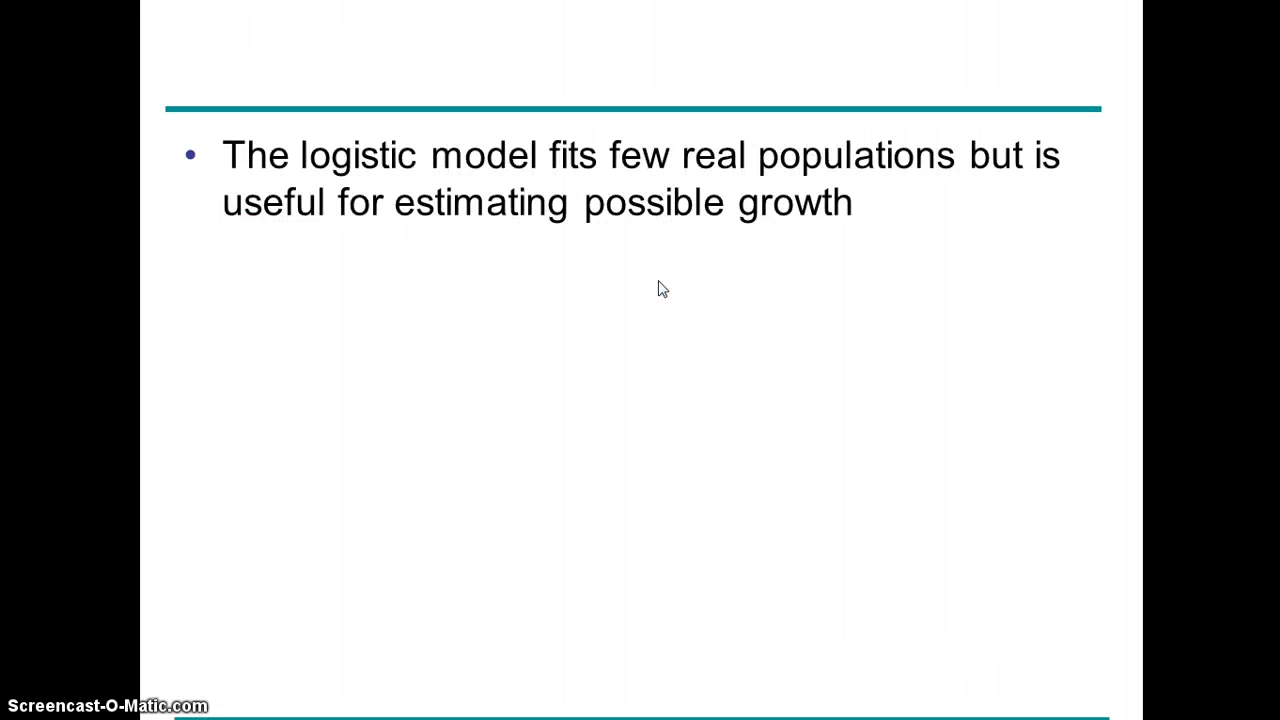 • The logistic model fits few real populations but is
useful for estimating possible growth
Screencast-O-Matic.com